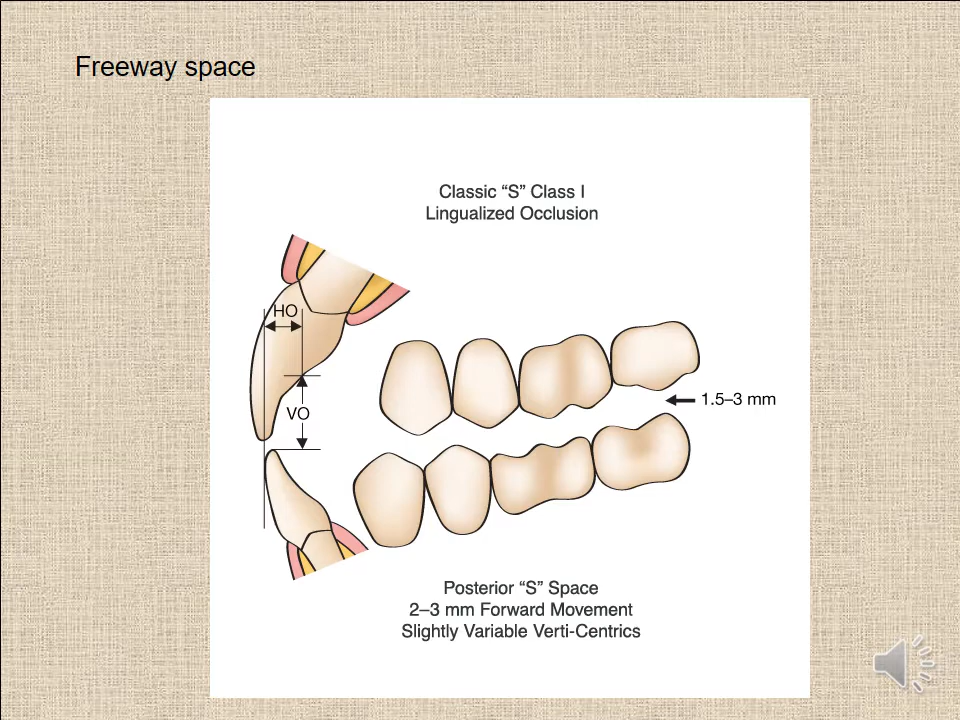 Freeway space
Classic “S” Class I
Lingualized Occlusion
HO
VO
1.5–3 mm
Posterior “S” Space
2–3 mm Forward Movement
Slightly Variable Verti-Centrics